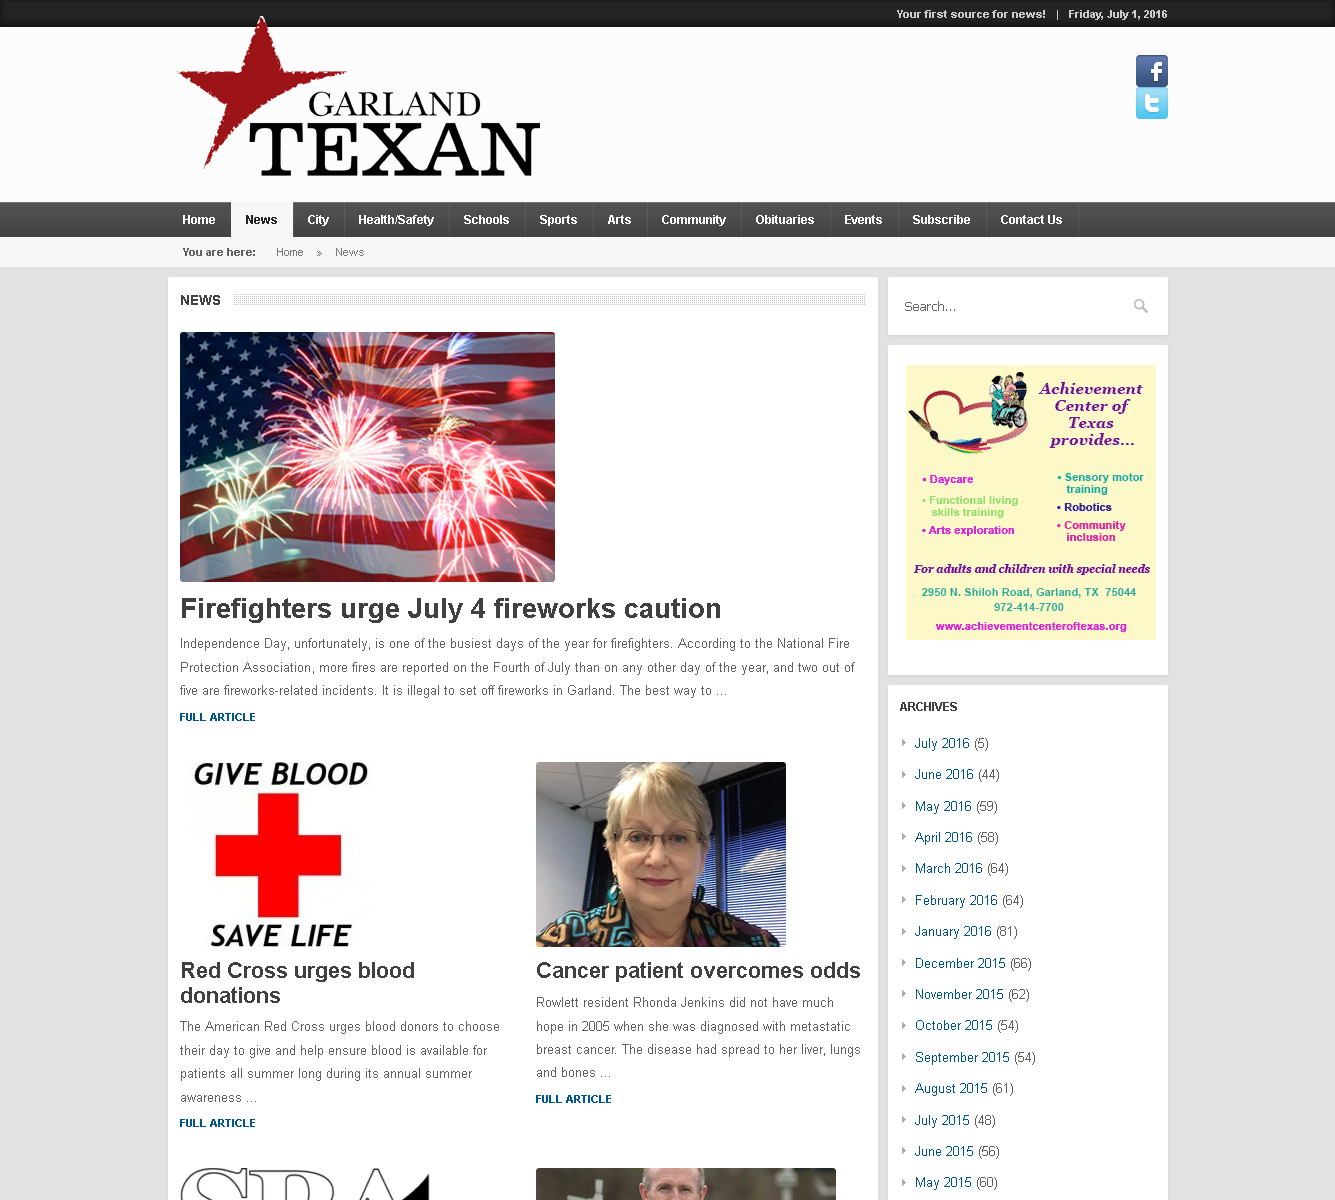 Your first source for news! | Friday, July 1, 2016
GARLAND
TEXAN
Home News City Health/Safety Schools Sports Arts Community Obituaries Events Subscribe Contact Us
You are here: Home » News
NEWS
Firefighters urge July 4 fireworks caution
Independence Day, unfortunately, is one of the busiest days of the year for firefighters. According to the National Fire
Protection Association, more fires are reported on the Fourth of July than on any other day of the year, and two out of
five are fireworks-related incidents. It is illegal to set off fireworks in Garland. The best way to ...
FULL ARTICLE
GIVE BLOOD
SAVE LIFE
Red Cross urges blood
donations
The American Red Cross urges blood donors to choose
their day to give and help ensure blood is available for
patients all summer long during its annual summer
awareness ...
FULL ARTICLE
Cancer patient overcomes odds
Rowlett resident Rhonda Jenkins did not have much
hope in 2005 when she was diagnosed with metastatic
breast cancer. The disease had spread to her liver, lungs
and bones ...
FULL ARTICLE
SBA
Search...
Achievement
Center of
Texas
provides...
• Daycare
• Functional living
skills training
• Arts exploration
• Sensory motor
training
• Robotics
• Community
inclusion
For adults and children with special needs
2950 N. Shiloh Road, Garland, TX 75044
972-414-7700
www.achievementcenteroftexas.org
ARCHIVES
July 2016 (5)
June 2016 (44)
May 2016 (59)
April 2016 (58)
March 2016 (64)
February 2016 (64)
January 2016 (81)
December 2015 (66)
November 2015 (62)
October 2015 (54)
September 2015 (54)
August 2015 (61)
July 2015 (48)
June 2015 (56)
May 2015 (60)